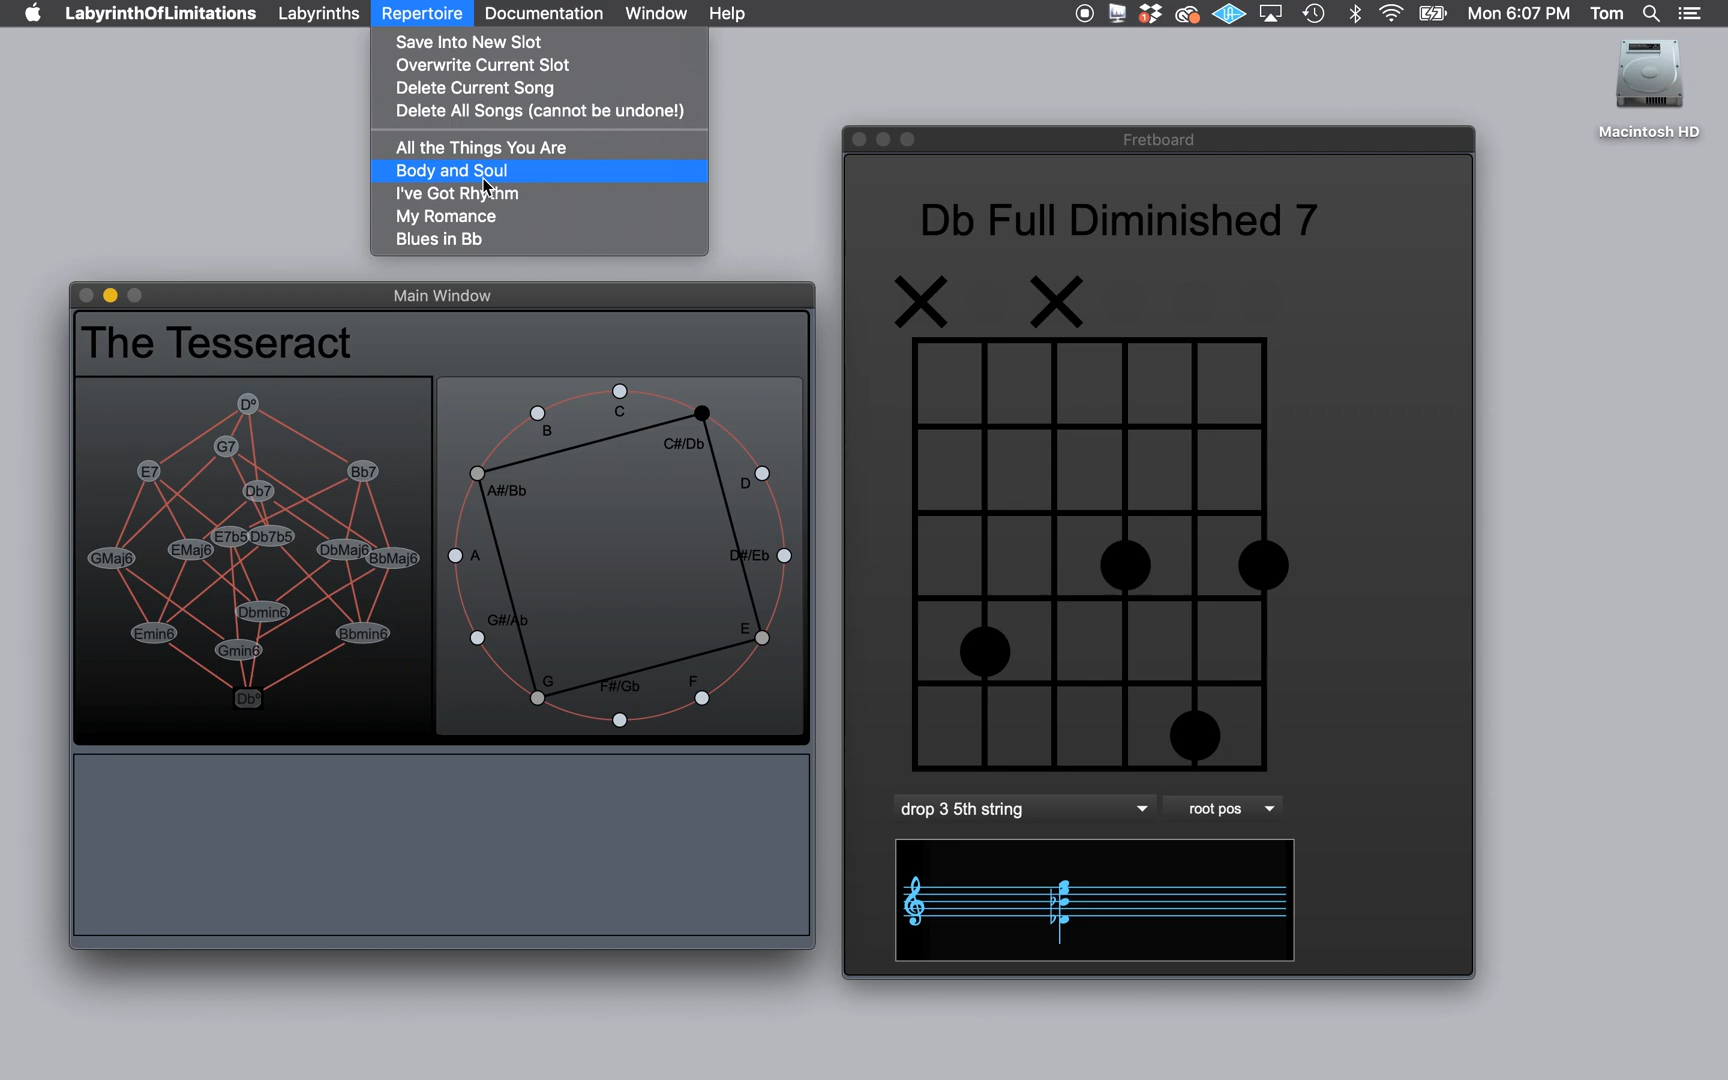 LabyrinthOfLimitations Labyrinths Repertoire Documentation Window Help 1 Mon 6:07 PM Tom
Save Into New Slot
Overwrite Current Slot
Delete Current Song
Delete All Songs (cannot be undone!)
All the Things You Are
Body and Soul
I've Got Rhythm
My Romance
Blues in Bb
Macintosh HD
Main Window
The Tesseract
Dº
G7
E7
Bb7
Db7
E7b5
Db7b5
EMaj6
DbMaj6
GMaj6
BbMaj6
Dbmin6
Emin6
Bbmin6
Gmin6
Dbº
C
B
C#/Db
D
A#/Bb
A
D#/Eb
G#/Ab
E
G
F#/Gb
F
Fretboard
Db Full Diminished 7
drop 3 5th string
root pos